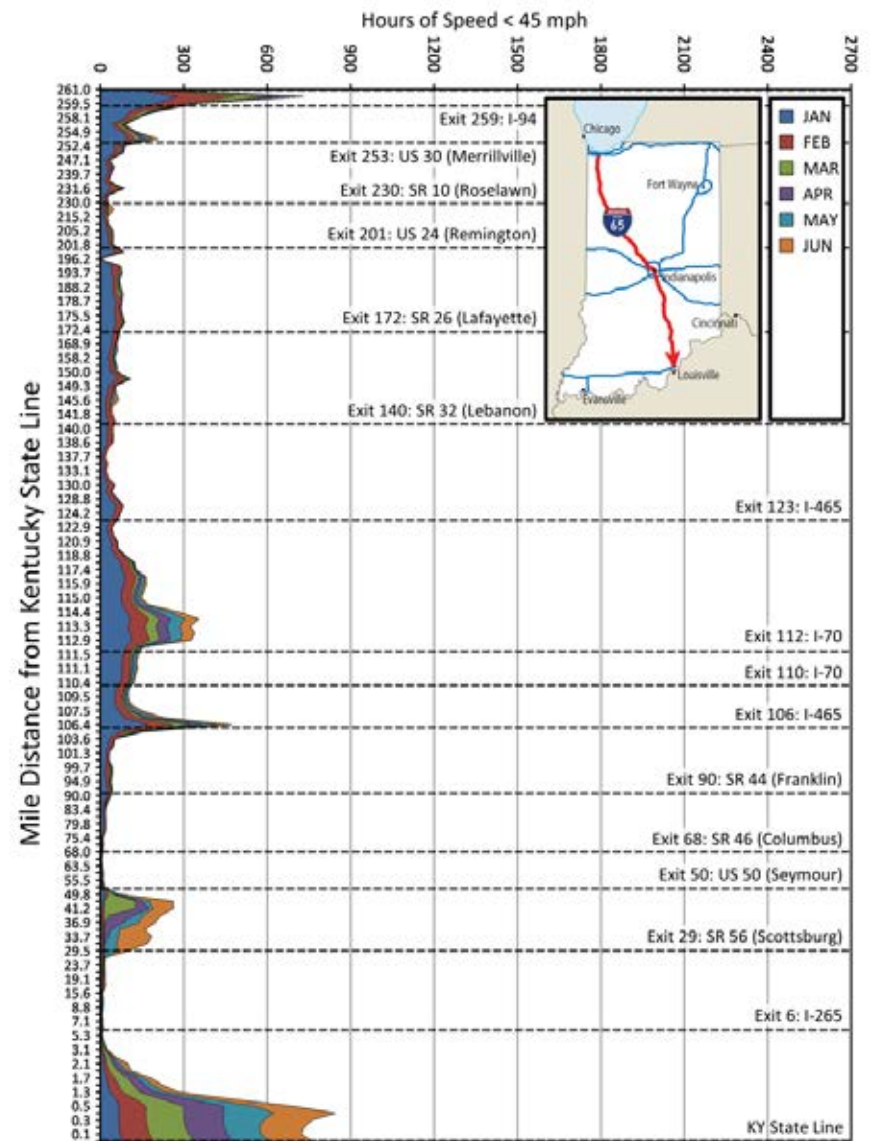 Hours of Speed < 45 mph
0 300 600 900 1200 1500 1800 2100 2400 2700
Mile Distance from Kentucky State Line
261.0
259.5
258.1
254.9
252.4
247.1
239.7
231.6
230.0
215.2
205.2
201.8
196.2
193.7
188.2
178.7
175.5
172.4
168.9
158.2
150.0
149.3
145.6
141.8
140.0
138.6
137.7
133.1
130.0
128.8
124.2
122.9
120.9
118.8
117.4
115.9
115.0
114.4
113.3
112.9
111.5
111.1
110.4
109.5
107.5
106.4
103.6
101.3
99.7
94.9
90.0
83.4
79.8
75.4
68.0
63.5
55.5
49.8
41.2
36.9
33.7
29.5
23.7
19.1
15.6
8.8
7.1
5.3
3.1
2.1
1.7
1.3
0.5
0.3
0.1
Exit 259: I-94
Exit 253: US 30 (Merrillville)
Exit 230: SR 10 (Roselawn)
Exit 201: US 24 (Remington)
Exit 172: SR 26 (Lafayette)
Exit 140: SR 32 (Lebanon)
Exit 123: I-465
Exit 112: I-70
Exit 110: I-70
Exit 106: I-465
Exit 90: SR 44 (Franklin)
Exit 68: SR 46 (Columbus)
Exit 50: US 50 (Seymour)
Exit 29: SR 56 (Scottsburg)
Exit 6: I-265
KY State Line
Chicago
Fort Wayne
65
Indianapolis
Cincinnati
Louisville
Evansville
JAN
FEB
MAR
APR
MAY
JUN